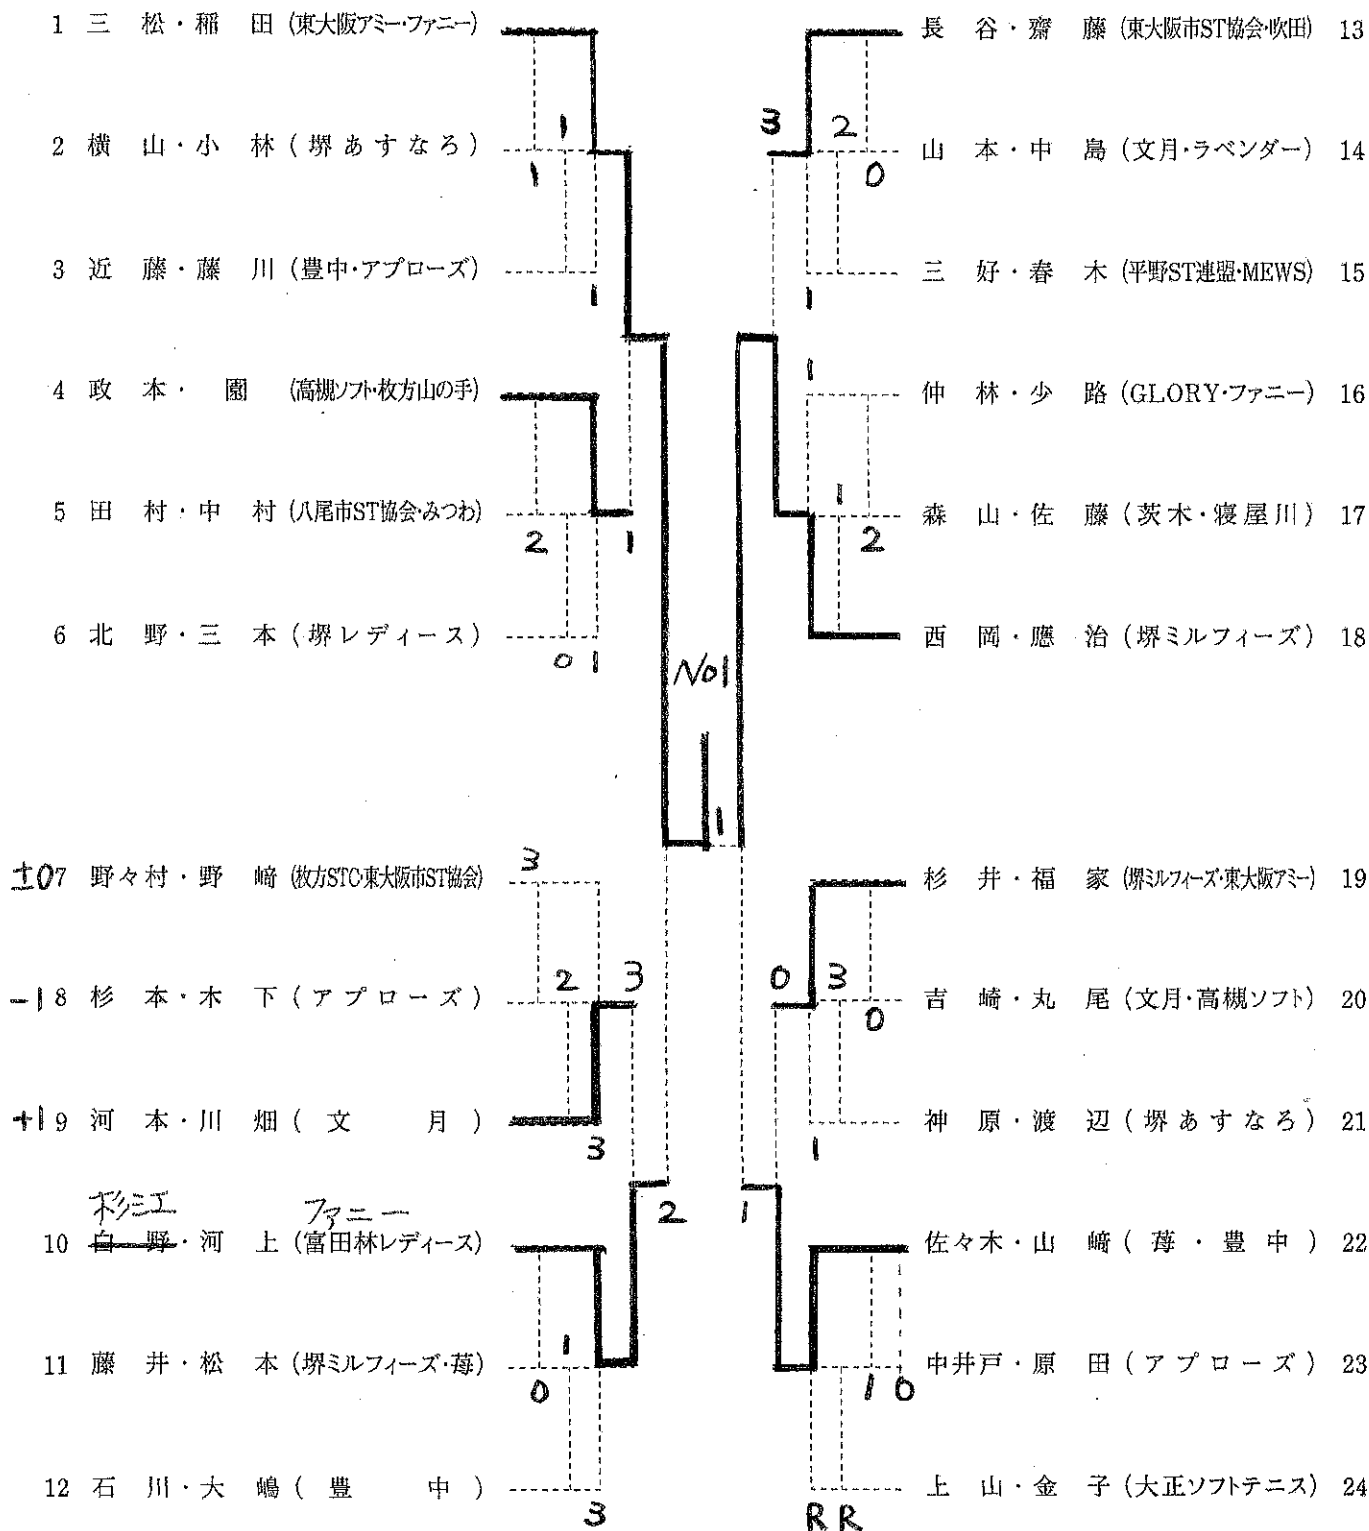 1 三松・稲田 (東大阪アミー・ファニー)
1
2 横山・小林 (堺あすなろ)
1
3 近藤・藤川 (豊中・アプローズ)
1
4 政本・園 (高槻ソフト・枚方山の手)
5 田村・中村 (八尾市ST協会・みつわ)
2 1
6 北野・三本 (堺レディース)
0 1
±0 7 野々村・野﨑 (枚方STC・東大阪市ST協会)
3
2 3
-1 8 杉本・木下 (アプローズ)
+1 9 河本・川畑 (文月)
3
杉江 ファニー
10 白野・河上 (富田林レディース)
2
1
11 藤井・松本 (堺ミルフィーズ・苺)
0
12 石川・大嶋 (豊中)
3
No1
1
長谷・齋藤 (東大阪市ST協会・吹田) 13
3 2
山本・中島 (文月・ラベンダー) 14
0
三好・春木 (平野ST連盟・MEWS) 15
1
1
仲林・少路 (GLORY・ファニー) 16
1
森山・佐藤 (茨木・寝屋川) 17
2
西岡・應治 (堺ミルフィーズ) 18
杉井・福家 (堺ミルフィーズ・東大阪アミー) 19
0 3
吉崎・丸尾 (文月・高槻ソフト) 20
0
神原・渡辺 (堺あすなろ) 21
1
1
佐々木・山﨑 (苺・豊中) 22
中井戸・原田 (アプローズ) 23
1 0
上山・金子 (大正ソフトテニス) 24
R R